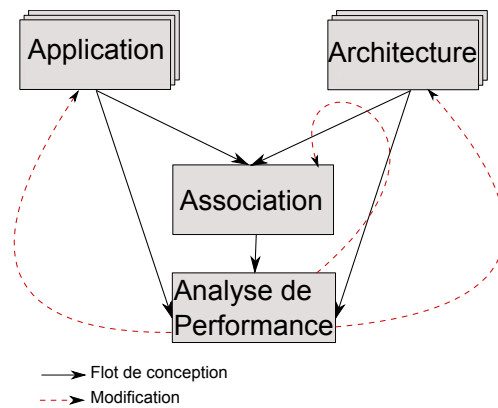 Application
Architecture
Association
Analyse de
Performance
Flot de conception
Modification